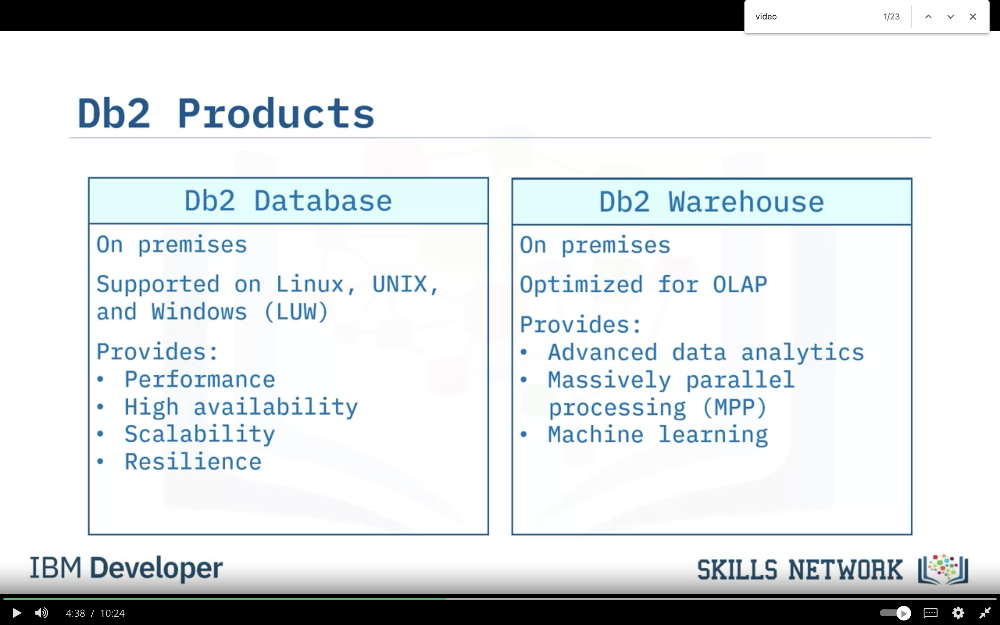 video 1/23
Db2 Products
Db2 Database
On premises
Supported on Linux, UNIX,
and Windows (LUW)
Provides:
• Performance
• High availability
• Scalability
• Resilience
Db2 Warehouse
On premises
Optimized for OLAP
Provides:
• Advanced data analytics
• Massively parallel
processing (MPP)
• Machine learning
IBM Developer
SKILLS NETWORK
4:38 / 10:24